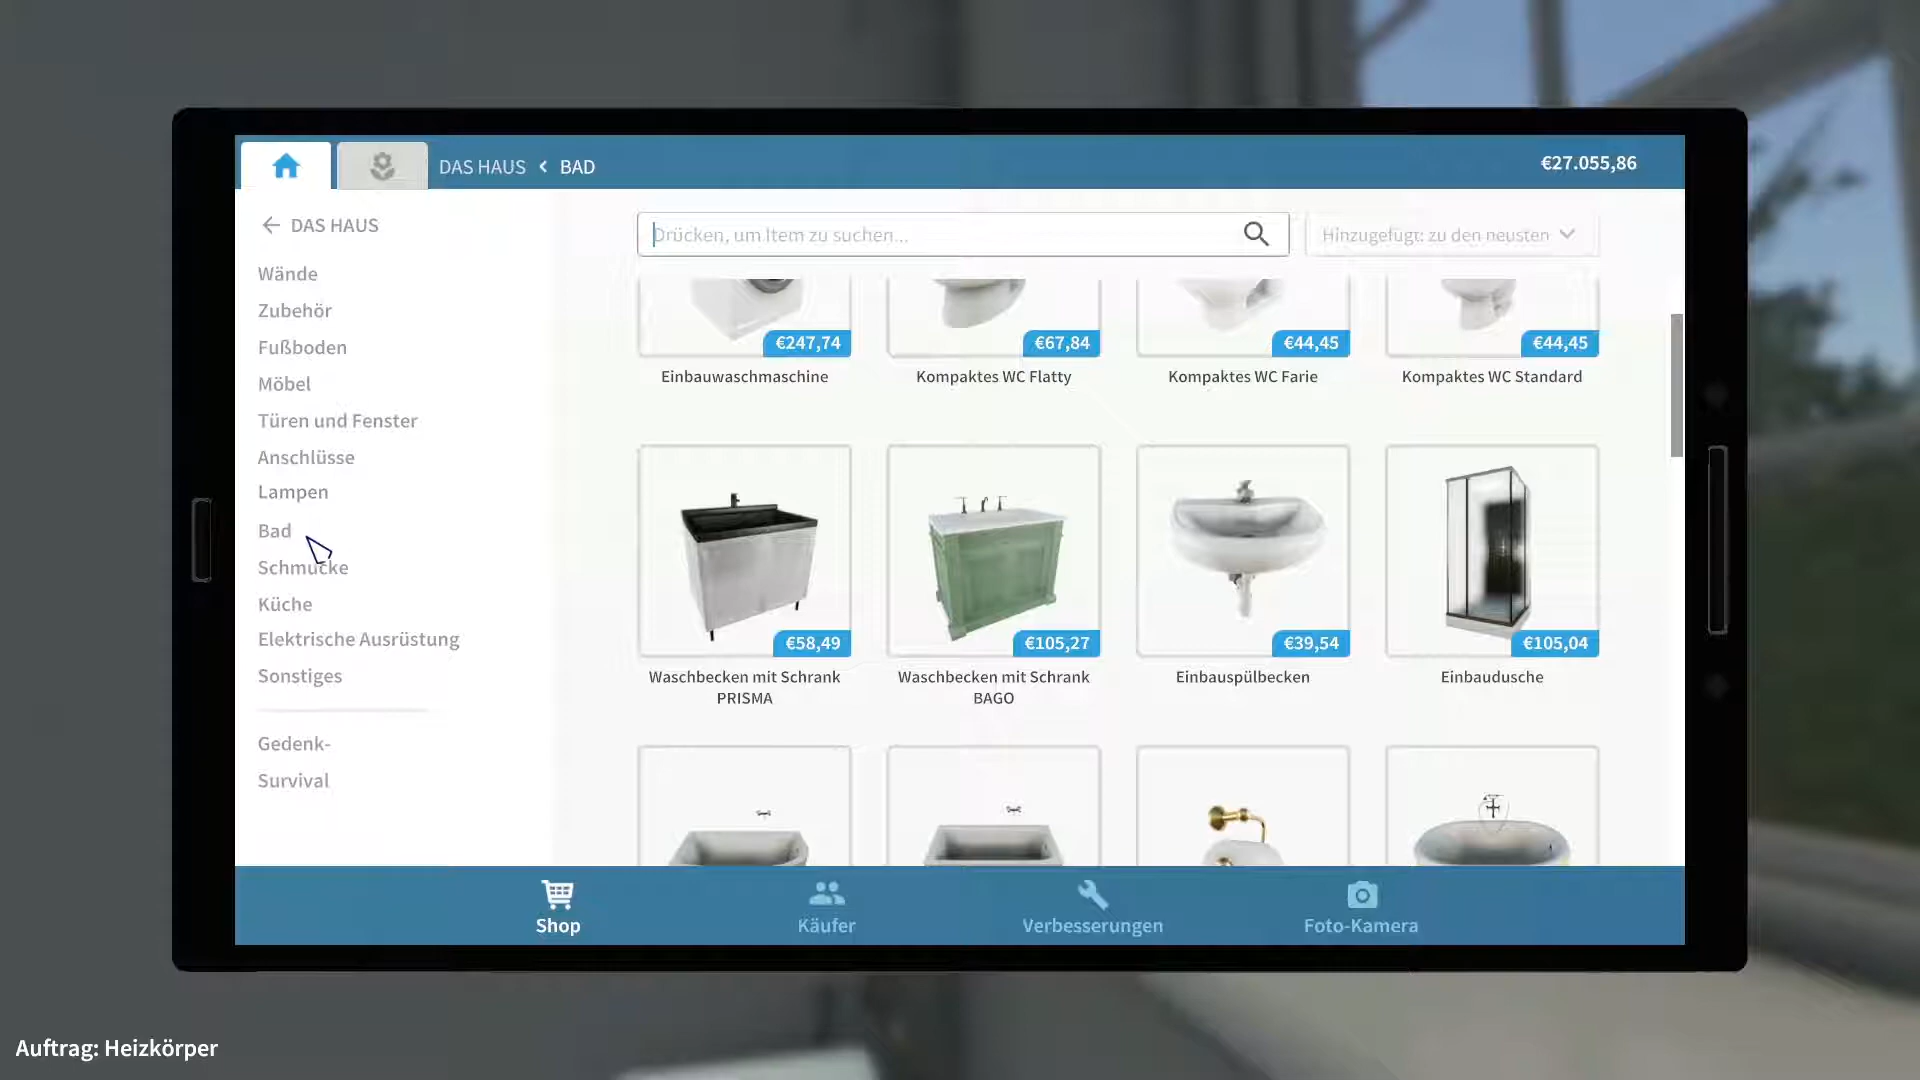 DAS HAUS < BAD
€27.055,86
← DAS HAUS
Drücken, um Item zu suchen...
Hinzugefügt: zu den neusten
Wände
Zubehör
Fußboden
Möbel
Türen und Fenster
Anschlüsse
Lampen
Bad
Schmücke
Küche
Elektrische Ausrüstung
Sonstiges
Gedenk-
Survival
€247,74
€67,84
€44,45
€44,45
Einbauwaschmaschine
Kompaktes WC Flatty
Kompaktes WC Farie
Kompaktes WC Standard
€58,49
€105,27
€39,54
€105,04
Waschbecken mit Schrank
PRISMA
Waschbecken mit Schrank
BAGO
Einbauspülbecken
Einbaudusche
Shop
Käufer
Verbesserungen
Foto-Kamera
Auftrag: Heizkörper